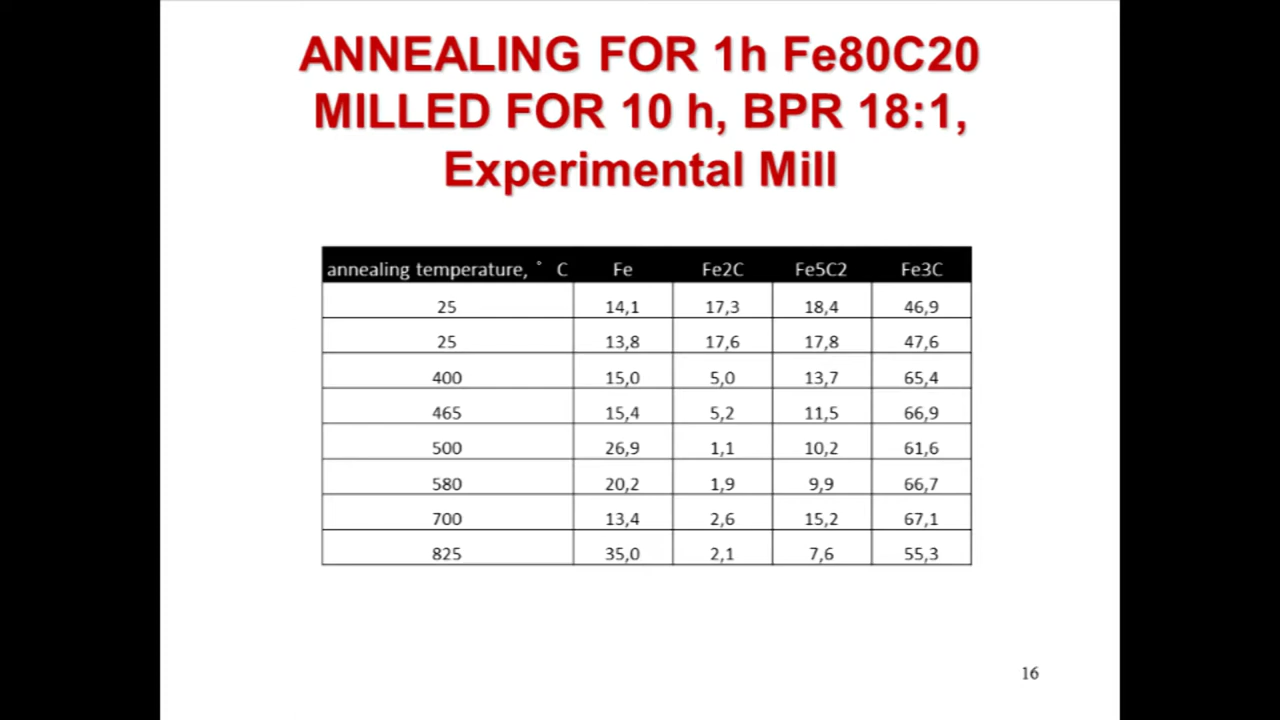 ANNEALING FOR 1h Fe80C20
MILLED FOR 10 h, BPR 18:1,
Experimental Mill
annealing temperature, ˚ C Fe Fe2C Fe5C2 Fe3C
25 14,1 17,3 18,4 46,9
25 13,8 17,6 17,8 47,6
400 15,0 5,0 13,7 65,4
465 15,4 5,2 11,5 66,9
500 26,9 1,1 10,2 61,6
580 20,2 1,9 9,9 66,7
700 13,4 2,6 15,2 67,1
825 35,0 2,1 7,6 55,3
16